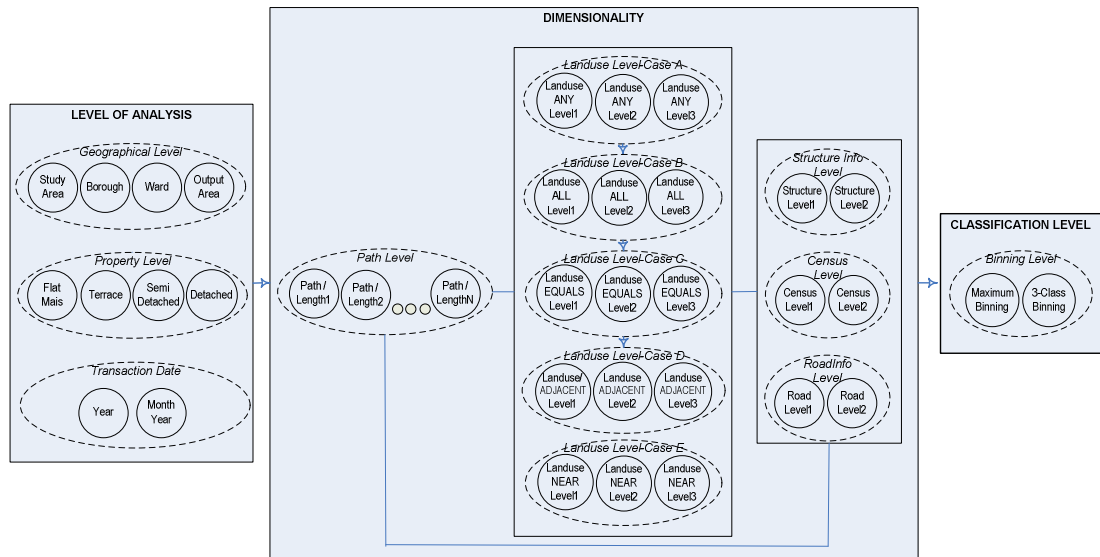 LEVEL OF ANALYSIS
Geographical Level
Study
Area
Borough
Ward
Output
Area
Property Level
Flat
Mais
Terrace
Semi
Detached
Detached
Transaction Date
Year
Month
Year
DIMENSIONALITY
Path Level
Path /
Length1
Path /
Length2
Path /
LengthN
Landuse Level-Case A
Landuse
ANY
Level1
Landuse
ANY
Level2
Landuse
ANY
Level3
Landuse Level-Case B
Landuse
ALL
Level1
Landuse
ALL
Level2
Landuse
ALL
Level3
Landuse Level-Case C
Landuse
EQUALS
Level1
Landuse
EQUALS
Level2
Landuse
EQUALS
Level3
Landuse Level-Case D
Landuse/
ADJACENT
Level1
Landuse
ADJACENT
Level2
Landuse
ADJACENT
Level3
Landuse Level-Case E
Landuse
NEAR
Level1
Landuse
NEAR
Level2
Landuse
NEAR
Level3
Structure Info
Level
Structure
Level1
Structure
Level2
Census
Level
Census
Level1
Census
Level2
RoadInfo
Level
Road
Level1
Road
Level2
CLASSIFICATION LEVEL
Binning Level
Maximum
Binning
3-Class
Binning